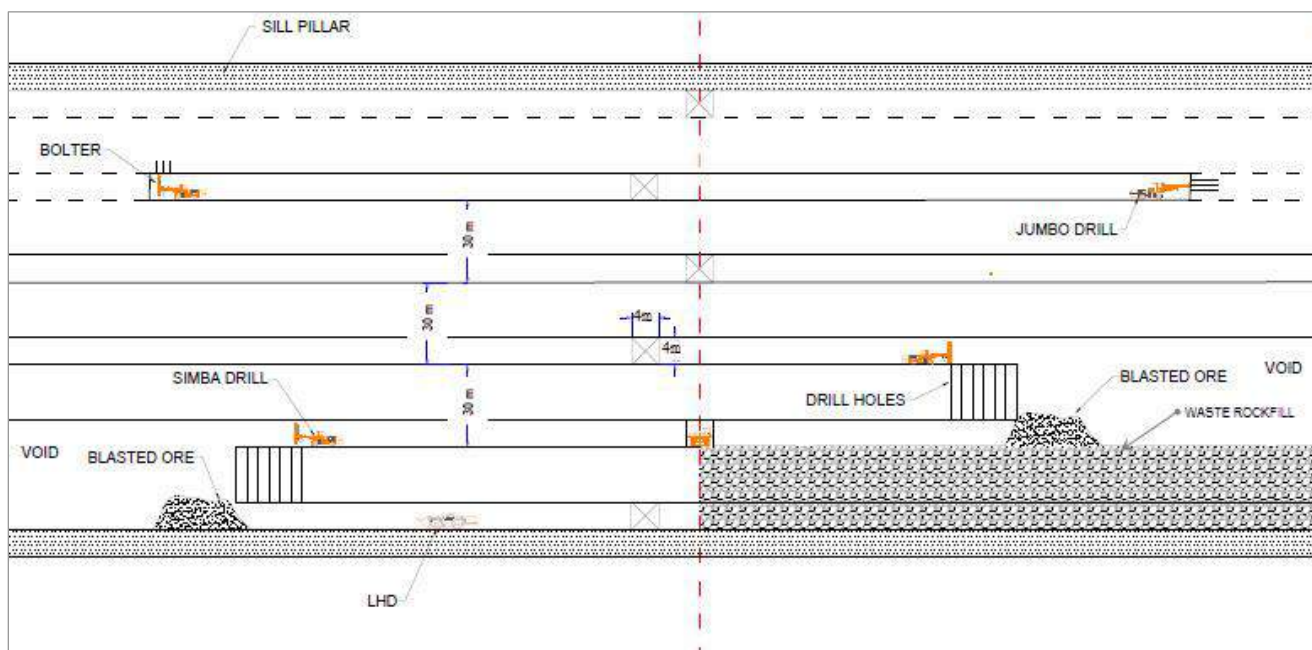 SILL PILLAR
BOLTER
JUMBO DRILL
30 m
30 m
4m
4m
SIMBA DRILL
30 m
DRILL HOLES
BLASTED ORE
VOID
WASTE ROCKFILL
VOID
BLASTED ORE
LHD